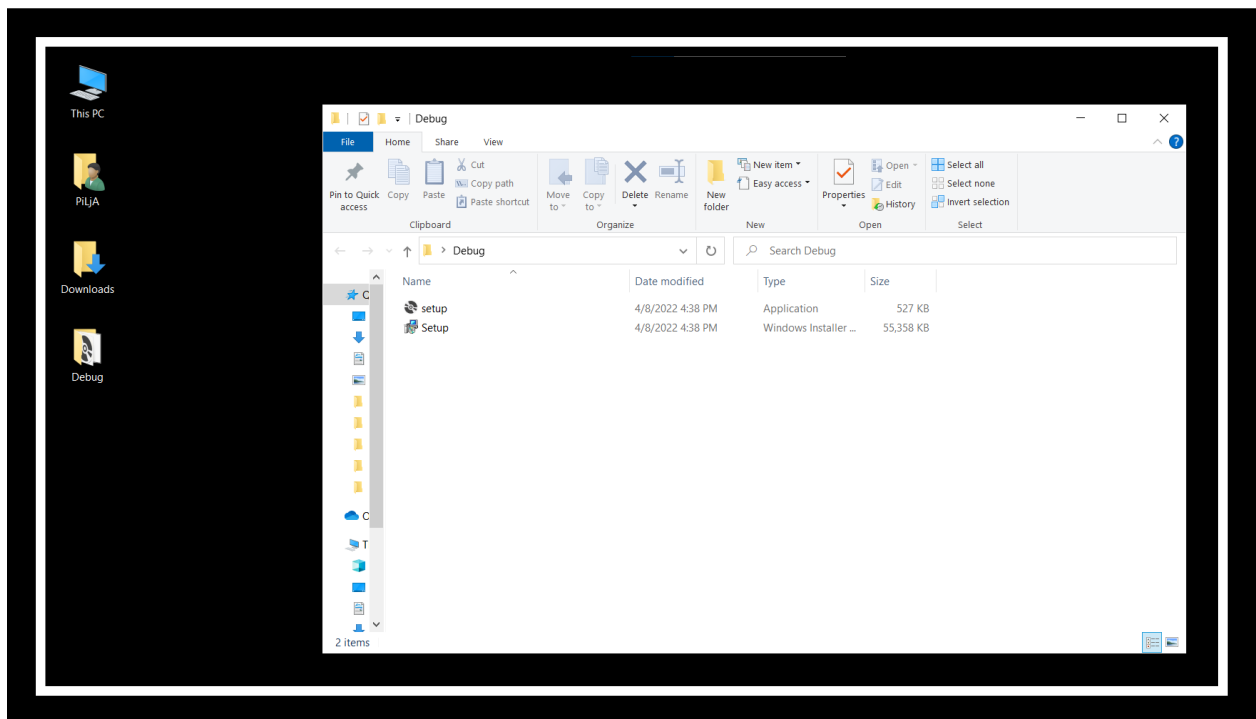 This PC
PiLjA
Downloads
Debug
Debug
File Home Share View
?
Pin to Quick access
Copy
Paste
Cut
Copy path
Paste shortcut
Clipboard
Move to
Copy to
Delete
Rename
Organize
New folder
New item
Easy access
New
Properties
Open
Edit
History
Open
Select all
Select none
Invert selection
Select
Debug
Search Debug
Name Date modified Type Size
setup 4/8/2022 4:38 PM Application 527 KB
Setup 4/8/2022 4:38 PM Windows Installer ... 55,358 KB
Q
O
T
2 items